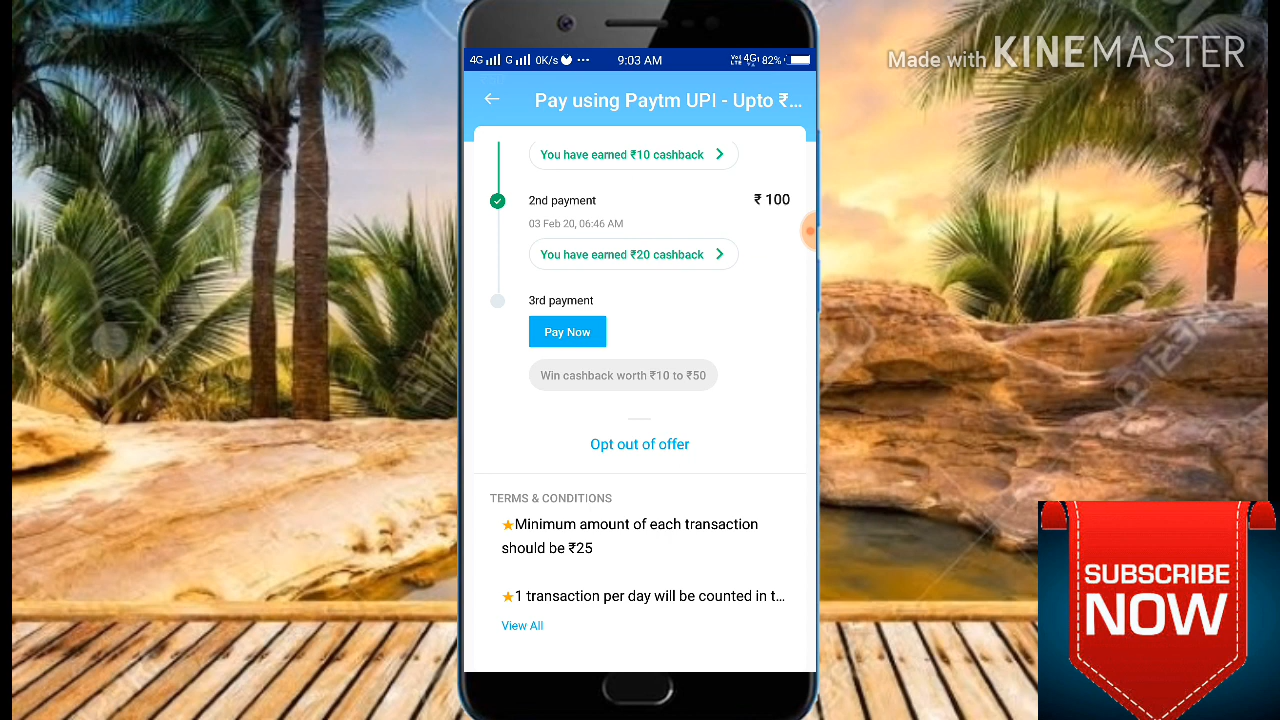 Made with KINEMASTER
4G G 0K/s ... 9:03 AM VoLTE 4G 82%
Pay using Paytm UPI - Upto ₹...
You have earned ₹10 cashback
2nd payment ₹ 100
03 Feb 20, 06:46 AM
You have earned ₹20 cashback
3rd payment
Pay Now
Win cashback worth ₹10 to ₹50
Opt out of offer
TERMS & CONDITIONS
Minimum amount of each transaction
should be ₹25
1 transaction per day will be counted in t...
View All
SUBSCRIBE
NOW